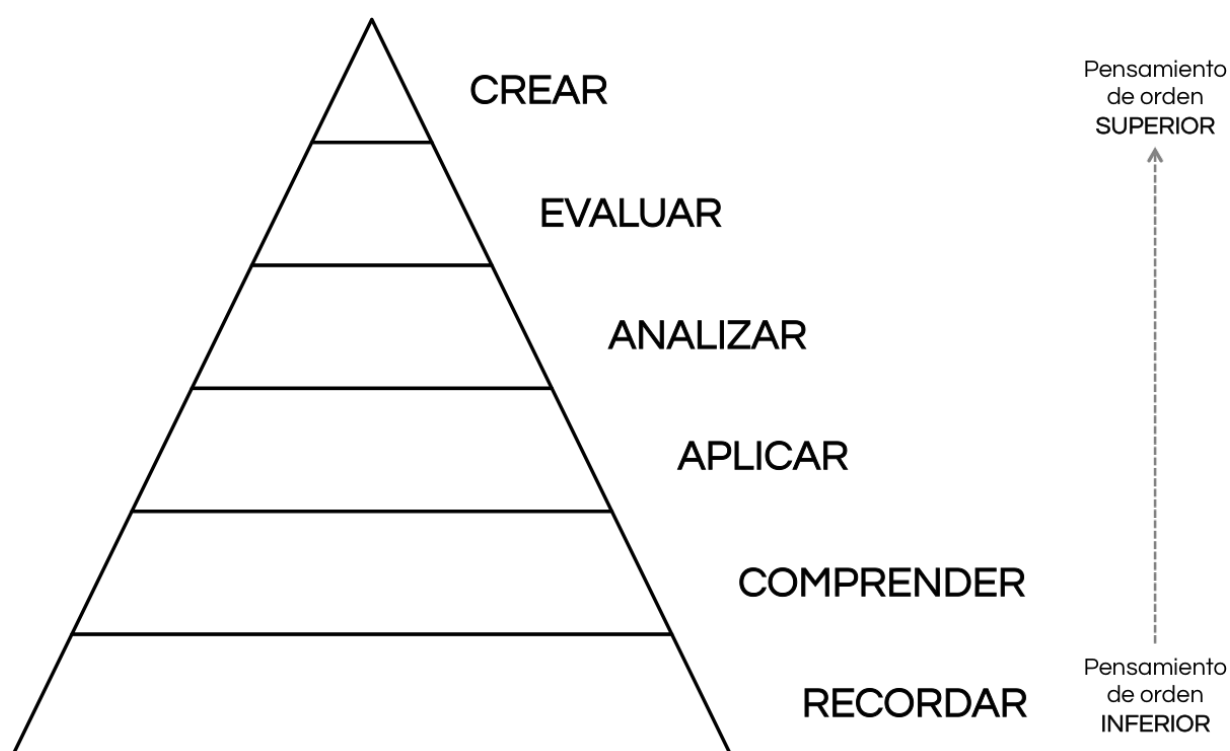 CREAR
EVALUAR
ANALIZAR
APLICAR
COMPRENDER
RECORDAR
Pensamiento
de orden
SUPERIOR
Pensamiento
de orden
INFERIOR